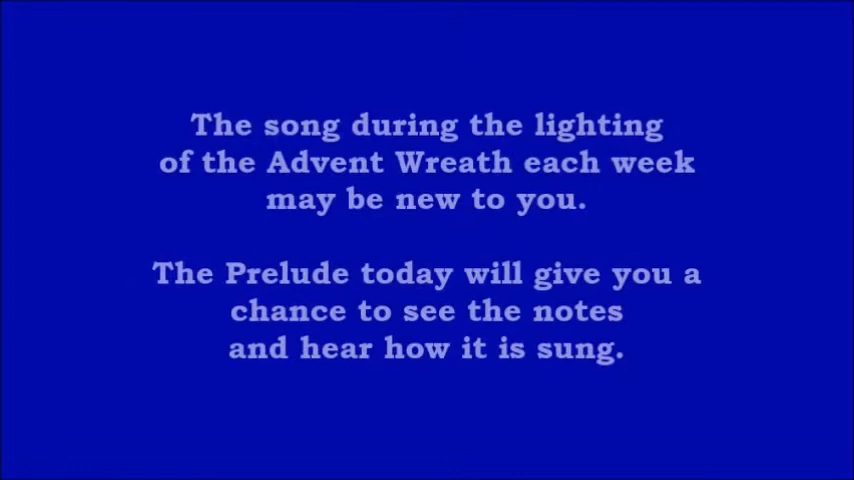 The song during the lighting
of the Advent Wreath each week
may be new to you.
The Prelude today will give you a
chance to see the notes
and hear how it is sung.